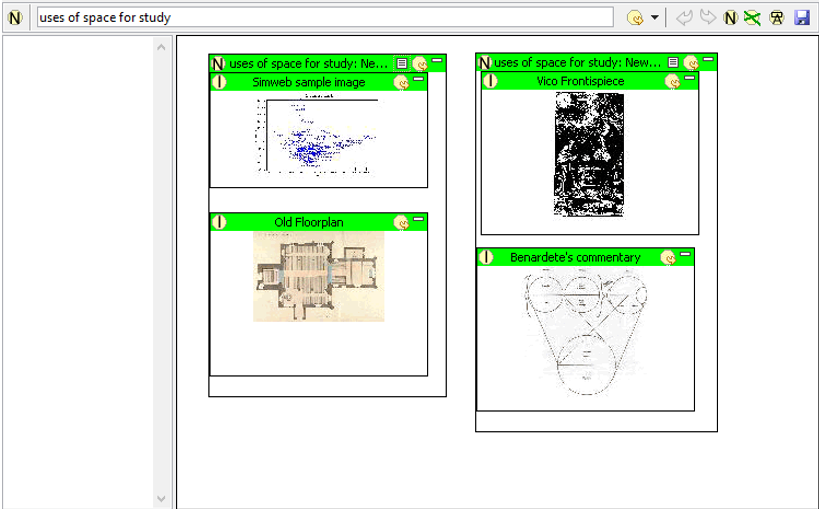 N
uses of space for study
N uses of space for study: Ne...
I Simweb sample image
I Old Floorplan
N uses of space for study: New...
I Vico Frontispiece
I Benardete's commentary